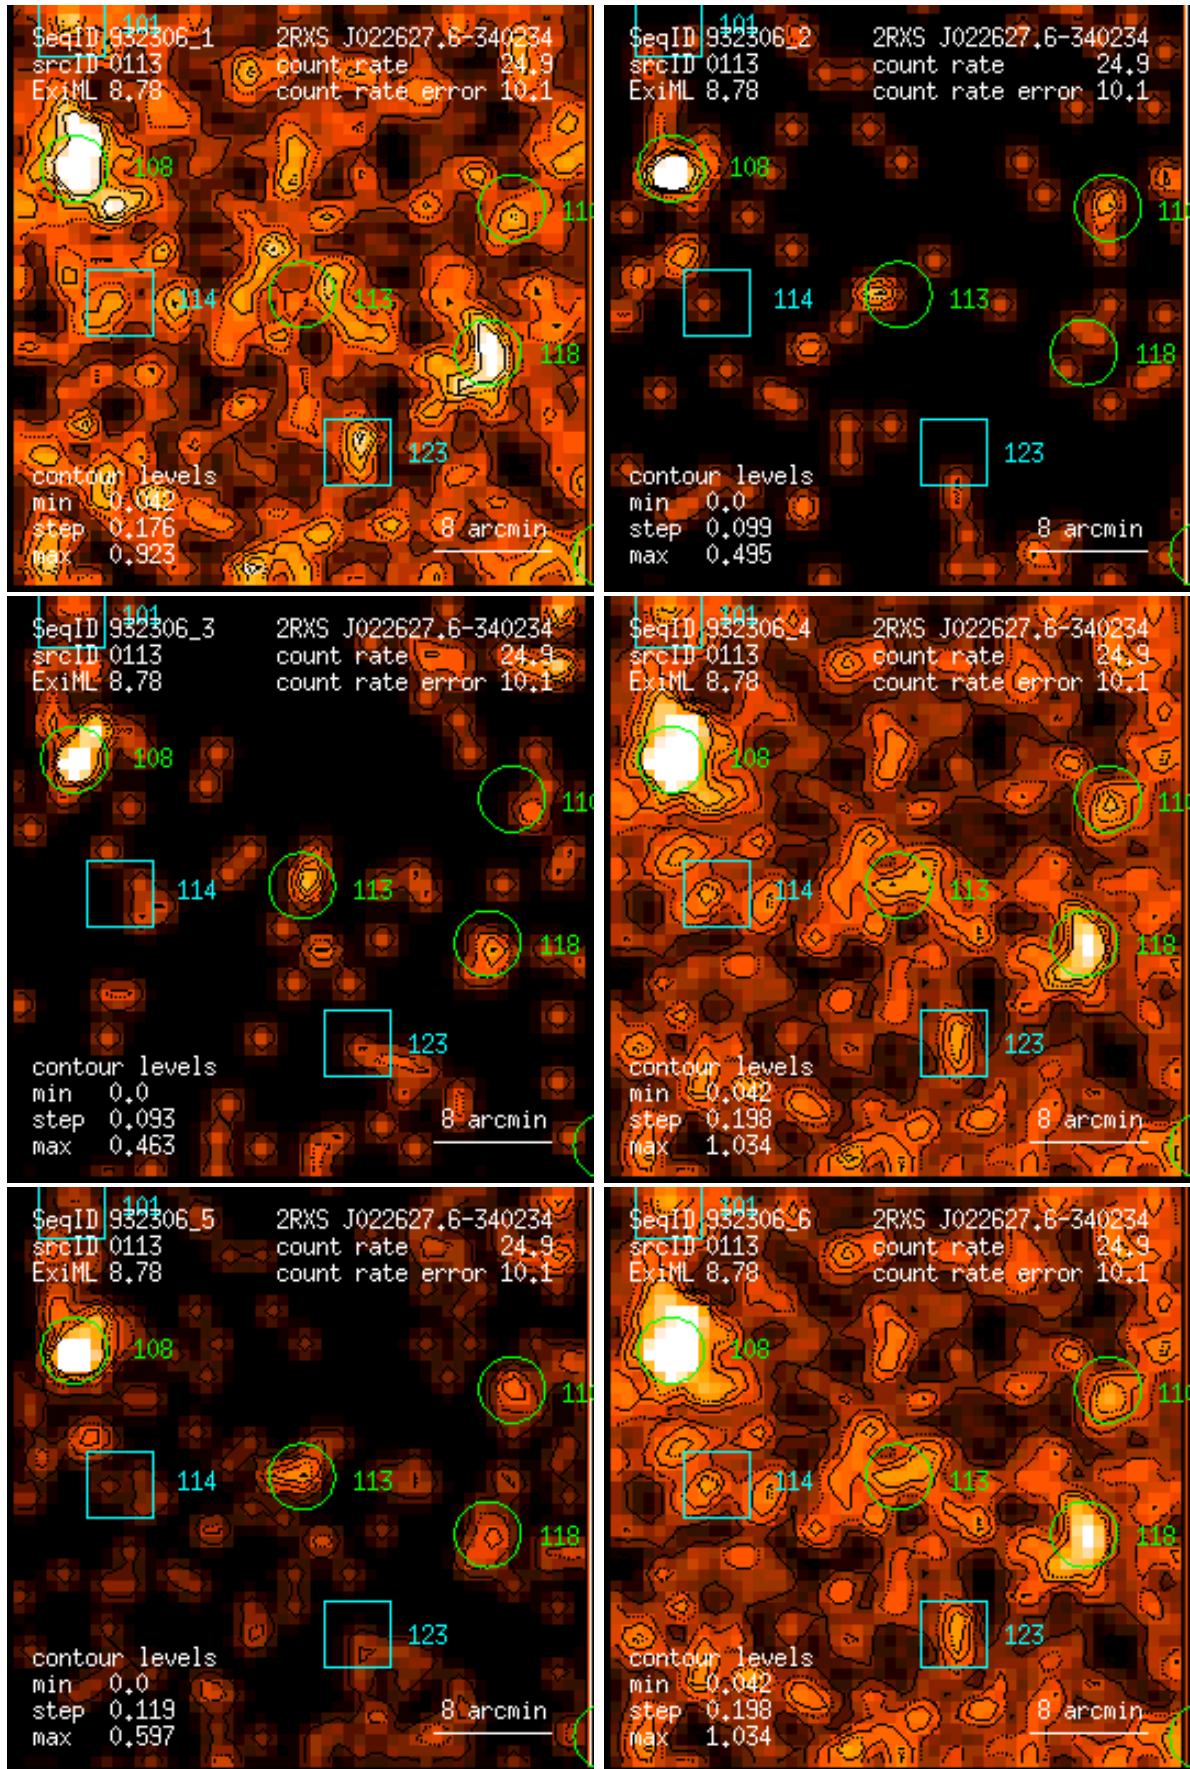 101
SeqID 932306_1 2RXS J022627.6-340234
srcID 0113 count rate 24.9
ExiML 8.78 count rate error 10.1
108
110
114 113
118
123
contour levels
min 0.042
step 0.176 8 arcmin
max 0.923
101
SeqID 932306_2 2RXS J022627.6-340234
srcID 0113 count rate 24.9
ExiML 8.78 count rate error 10.1
108
110
114 113
118
123
contour levels
min 0.0
step 0.099 8 arcmin
max 0.495
101
SeqID 932306_3 2RXS J022627.6-340234
srcID 0113 count rate 24.9
ExiML 8.78 count rate error 10.1
108
110
114 113
118
123
contour levels
min 0.0
step 0.093 8 arcmin
max 0.463
101
SeqID 932306_4 2RXS J022627.6-340234
srcID 0113 count rate 24.9
ExiML 8.78 count rate error 10.1
108
110
114 113
118
123
contour levels
min 0.042
step 0.198 8 arcmin
max 1.034
101
SeqID 932306_5 2RXS J022627.6-340234
srcID 0113 count rate 24.9
ExiML 8.78 count rate error 10.1
108
110
114 113
118
123
contour levels
min 0.0
step 0.119 8 arcmin
max 0.597
101
SeqID 932306_6 2RXS J022627.6-340234
srcID 0113 count rate 24.9
ExiML 8.78 count rate error 10.1
108
110
114 113
118
123
contour levels
min 0.042
step 0.198 8 arcmin
max 1.034